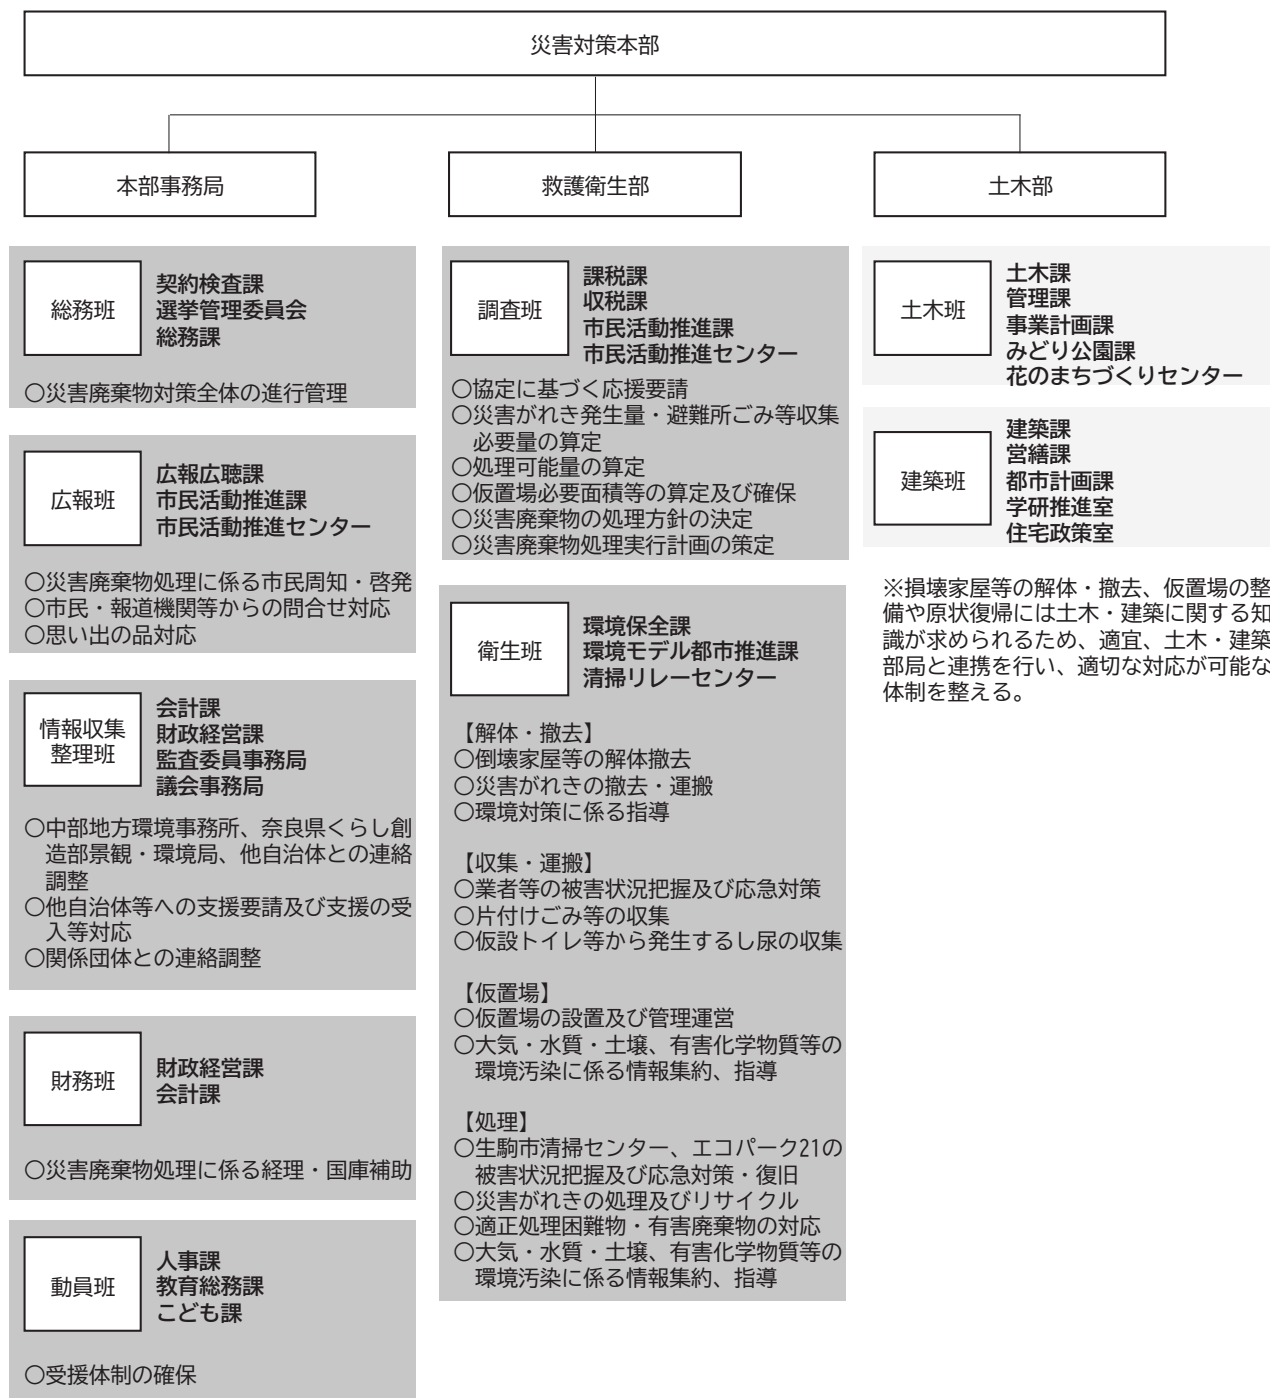 災害対策本部
本部事務局
救護衛生部
土木部
総務班
契約検査課
選挙管理委員会
総務課
〇災害廃棄物対策全体の進行管理
広報班
広報広聴課
市民活動推進課
市民活動推進センター
〇災害廃棄物処理に係る市民周知・啓発
〇市民・報道機関等からの問合せ対応
〇思い出の品対応
情報収集
整理班
会計課
財政経営課
監査委員事務局
議会事務局
〇中部地方環境事務所、奈良県くらし創
造部景観・環境局、他自治体との連絡
調整
〇他自治体等への支援要請及び支援の受
入等対応
〇関係団体との連絡調整
財務班
財政経営課
会計課
〇災害廃棄物処理に係る経理・国庫補助
動員班
人事課
教育総務課
こども課
〇受援体制の確保
調査班
課税課
収税課
市民活動推進課
市民活動推進センター
〇協定に基づく応援要請
〇災害がれき発生量・避難所ごみ等収集
必要量の算定
〇処理可能量の算定
〇仮置場必要面積等の算定及び確保
〇災害廃棄物の処理方針の決定
〇災害廃棄物処理実行計画の策定
衛生班
環境保全課
環境モデル都市推進課
清掃リレーセンター
【解体・撤去】
〇倒壊家屋等の解体撤去
〇災害がれきの撤去・運搬
〇環境対策に係る指導
【収集・運搬】
〇業者等の被害状況把握及び応急対策
〇片付けごみ等の収集
〇仮設トイレ等から発生するし尿の収集
【仮置場】
〇仮置場の設置及び管理運営
〇大気・水質・土壌、有害化学物質等の
環境汚染に係る情報集約、指導
【処理】
〇生駒市清掃センター、エコパーク21の
被害状況把握及び応急対策・復旧
〇災害がれきの処理及びリサイクル
〇適正処理困難物・有害廃棄物の対応
〇大気・水質・土壌、有害化学物質等の
環境汚染に係る情報集約、指導
土木班
土木課
管理課
事業計画課
みどり公園課
花のまちづくりセンター
建築班
建築課
営繕課
都市計画課
学研推進室
住宅政策室
※損壊家屋等の解体・撤去、仮置場の整
備や原状復帰には土木・建築に関する知
識が求められるため、適宜、土木・建築
部局と連携を行い、適切な対応が可能な
体制を整える。